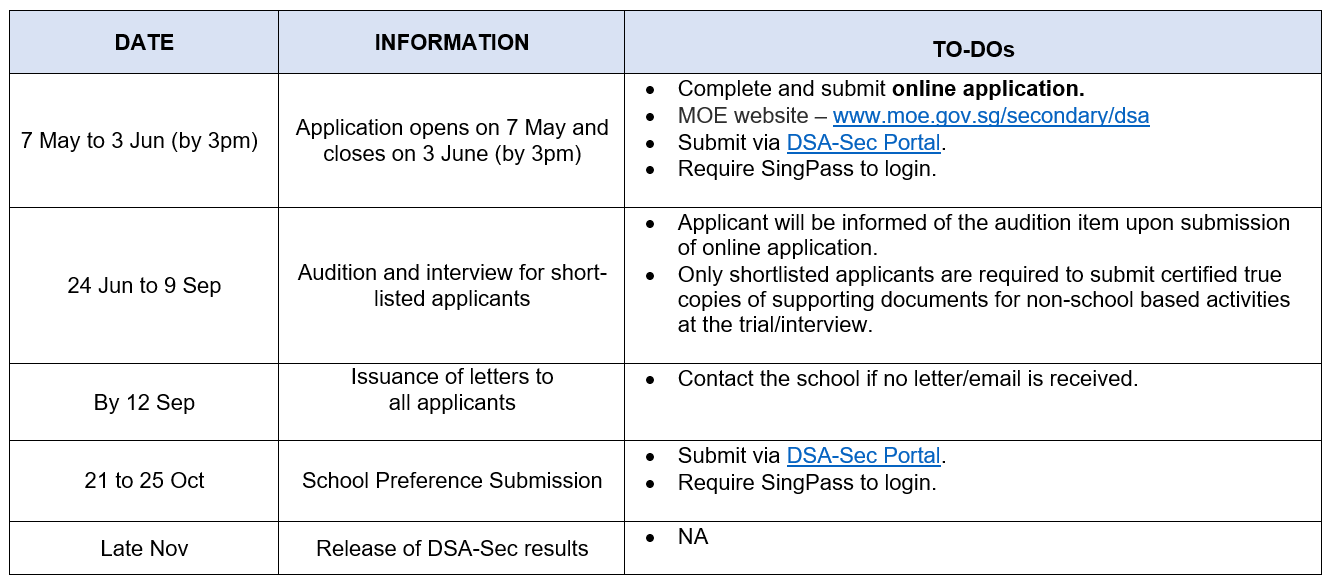 DATE
INFORMATION
TO-DOs
7 May to 3 Jun (by 3pm)
Application opens on 7 May and
closes on 3 June (by 3pm)
• Complete and submit online application.
• MOE website – www.moe.gov.sg/secondary/dsa
• Submit via DSA-Sec Portal.
• Require SingPass to login.
24 Jun to 9 Sep
Audition and interview for short-
listed applicants
• Applicant will be informed of the audition item upon submission
of online application.
• Only shortlisted applicants are required to submit certified true
copies of supporting documents for non-school based activities
at the trial/interview.
By 12 Sep
Issuance of letters to
all applicants
• Contact the school if no letter/email is received.
21 to 25 Oct
School Preference Submission
• Submit via DSA-Sec Portal.
• Require SingPass to login.
Late Nov
Release of DSA-Sec results
• NA